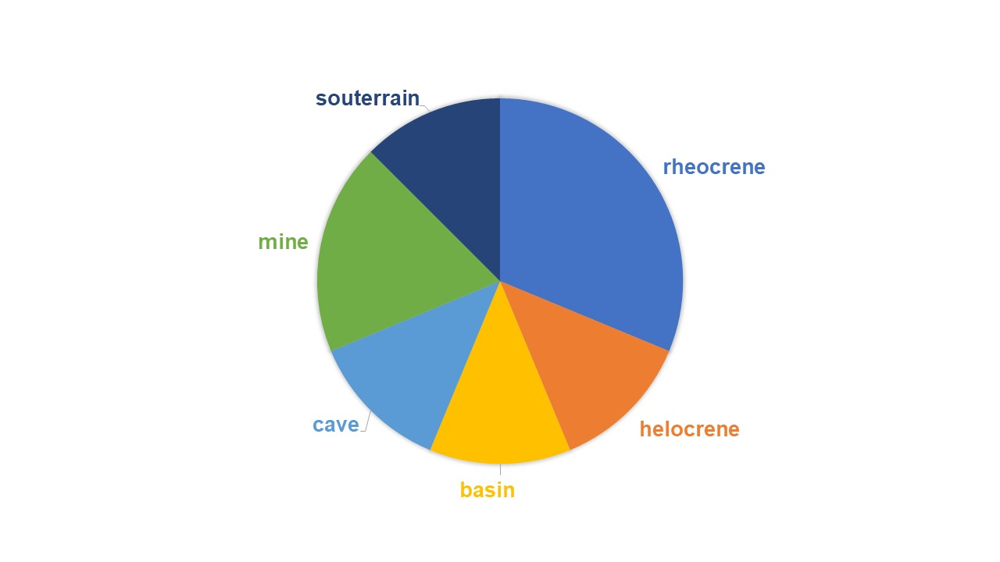 souterrain
rheocrene
mine
cave
helocrene
basin